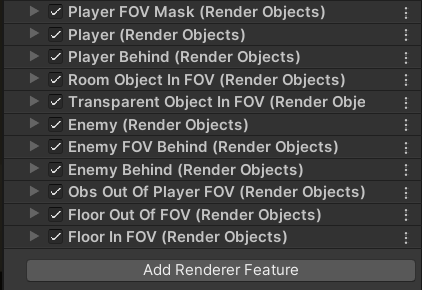 Player FOV Mask (Render Objects)
Player (Render Objects)
Player Behind (Render Objects)
Room Object In FOV (Render Objects)
Transparent Object In FOV (Render Obje
Enemy (Render Objects)
Enemy FOV Behind (Render Objects)
Enemy Behind (Render Objects)
Obs Out Of Player FOV (Render Objects)
Floor Out Of FOV (Render Objects)
Floor In FOV (Render Objects)
Add Renderer Feature